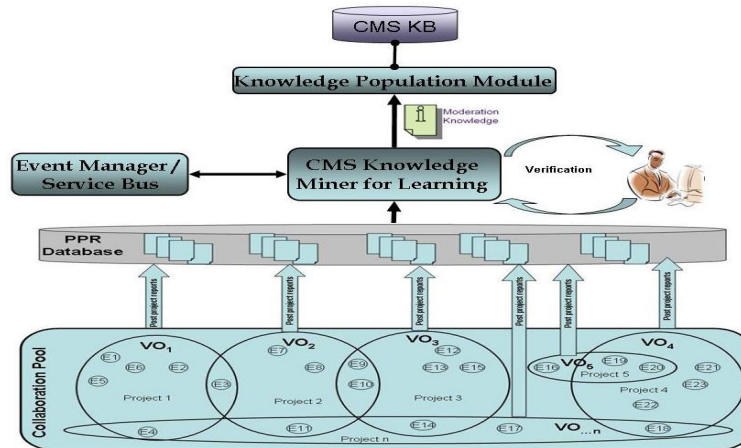 CMS KB
Knowledge Population Module
i
Moderation
Knowledge
Event Manager/
Service Bus
CMS Knowledge
Miner for Learning
Verification
PPR
Database
Post project reports
Post project reports
Post project reports
Post project reports
Post project reports
Post project reports
Collaboration Pool
VO1
E1
E6
E2
E5
E3
Project 1
E4
VO2
E7
E8
E9
E10
Project 2
E11
VO3
E12
E13
E15
Project 3
E14
VO5
E16
E19
E20
Project 5
VO4
E21
E23
Project 4
E22
E18
E17
VO...n
Project n